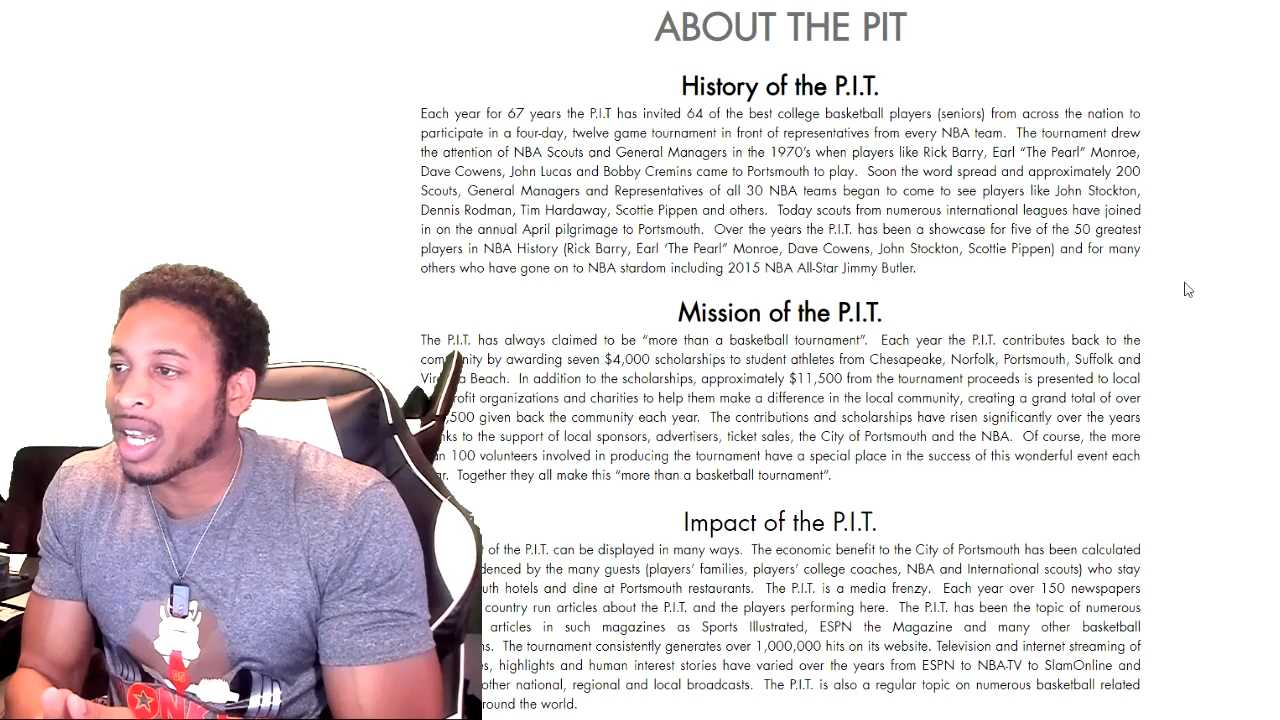 ABOUT THE PIT
History of the P.I.T.
Each year for 67 years the P.I.T has invited 64 of the best college basketball players (seniors) from across the nation to
participate in a four-day, twelve game tournament in front of representatives from every NBA team. The tournament drew
the attention of NBA Scouts and General Managers in the 1970's when players like Rick Barry, Earl "The Pearl" Monroe,
Dave Cowens, John Lucas and Bobby Cremins came to Portsmouth to play. Soon the word spread and approximately 200
Scouts, General Managers and Representatives of all 30 NBA teams began to come to see players like John Stockton,
Dennis Rodman, Tim Hardaway, Scottie Pippen and others. Today scouts from numerous international leagues have joined
in on the annual April pilgrimage to Portsmouth. Over the years the P.I.T. has been a showcase for five of the 50 greatest
players in NBA History (Rick Barry, Earl 'The Pearl" Monroe, Dave Cowens, John Stockton, Scottie Pippen) and for many
others who have gone on to NBA stardom including 2015 NBA All-Star Jimmy Butler.
Mission of the P.I.T.
The P.I.T. has always claimed to be "more than a basketball tournament". Each year the P.I.T. contributes back to the
by awarding seven $4,000 scholarships to student athletes from Chesapeake, Norfolk, Portsmouth, Suffolk and
Beach. In addition to the scholarships, approximately $11,500 from the tournament proceeds is presented to local
organizations and charities to help them make a difference in the local community, creating a grand total of over
given back the community each year. The contributions and scholarships have risen significantly over the years
to the support of local sponsors, advertisers, ticket sales, the City of Portsmouth and the NBA. Of course, the more
100 volunteers involved in producing the tournament have a special place in the success of this wonderful event each
Together they all make this "more than a basketball tournament".
Impact of the P.I.T.
of the P.I.T. can be displayed in many ways. The economic benefit to the City of Portsmouth has been calculated
by the many guests (players' families, players' college coaches, NBA and International scouts) who stay
hotels and dine at Portsmouth restaurants. The P.I.T. is a media frenzy. Each year over 150 newspapers
country run articles about the P.I.T. and the players performing here. The P.I.T. has been the topic of numerous
articles in such magazines as Sports Illustrated, ESPN the Magazine and many other basketball
The tournament consistently generates over 1,000,000 hits on its website. Television and internet streaming of
highlights and human interest stories have varied over the years from ESPN to NBA-TV to SlamOnline and
other national, regional and local broadcasts. The P.I.T. is also a regular topic on numerous basketball related
the world.